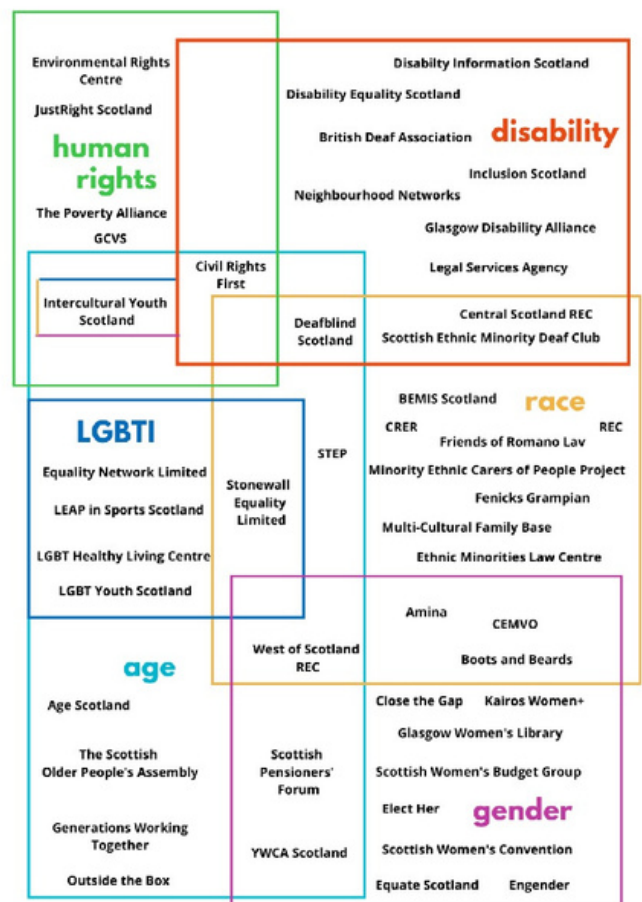 Environmental Rights
Centre
JustRight Scotland
human
rights
The Poverty Alliance
GCVS
Disabilty Information Scotland
Disability Equality Scotland
British Deaf Association
disability
Inclusion Scotland
Neighbourhood Networks
Glasgow Disability Alliance
Legal Services Agency
Civil Rights
First
Intercultural Youth
Scotland
Deafblind
Scotland
Central Scotland REC
Scottish Ethnic Minority Deaf Club
BEMIS Scotland
race
CRER
REC
Friends of Romano Lav
STEP
Minority Ethnic Carers of People Project
Fenicks Grampian
Multi-Cultural Family Base
Ethnic Minorities Law Centre
LGBTI
Equality Network Limited
LEAP in Sports Scotland
Stonewall
Equality
Limited
LGBT Healthy Living Centre
LGBT Youth Scotland
Amina
CEMVO
Boots and Beards
West of Scotland
REC
age
Age Scotland
The Scottish
Older People's Assembly
Generations Working
Together
Outside the Box
Scottish
Pensioners'
Forum
YWCA Scotland
Close the Gap
Kairos Women+
Glasgow Women's Library
Scottish Women's Budget Group
Elect Her
gender
Scottish Women's Convention
Equate Scotland
Engender